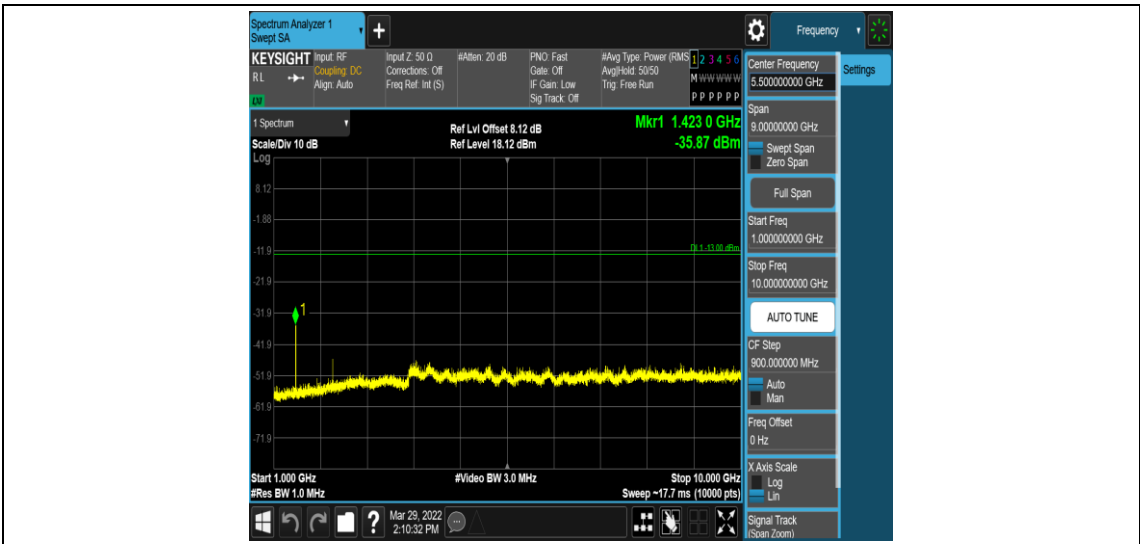 Spectrum Analyzer 1
Swept SA
+
Frequency
KEYSIGHT
RL
LXI
Input: RF
Coupling: DC
Align: Auto
Input Z: 50 Ω
Corrections: Off
Freq Ref: Int (S)
#Atten: 20 dB
PNO: Fast
Gate: Off
IF Gain: Low
Sig Track: Off
#Avg Type: Power (RMS
Avg|Hold: 50/50
Trig: Free Run
1 2 3 4 5 6
M W W W W W
P P P P P P
1 Spectrum
Scale/Div 10 dB
Log
Ref Lvl Offset 8.12 dB
Ref Level 18.12 dBm
Mkr1 1.423 0 GHz
-35.87 dBm
8.12
-1.88
-11.9
DL1 -13.00 dBm
-21.9
-31.9
1
-41.9
-51.9
-61.9
-71.9
Start 1.000 GHz
#Res BW 1.0 MHz
#Video BW 3.0 MHz
Stop 10.000 GHz
Sweep ~17.7 ms (10000 pts)
?
Mar 29, 2022
2:10:32 PM
Center Frequency
5.500000000 GHz
Settings
Span
9.00000000 GHz
Swept Span
Zero Span
Full Span
Start Freq
1.000000000 GHz
Stop Freq
10.000000000 GHz
AUTO TUNE
CF Step
900.000000 MHz
Auto
Man
Freq Offset
0 Hz
X Axis Scale
Log
Lin
Signal Track
(Span Zoom)